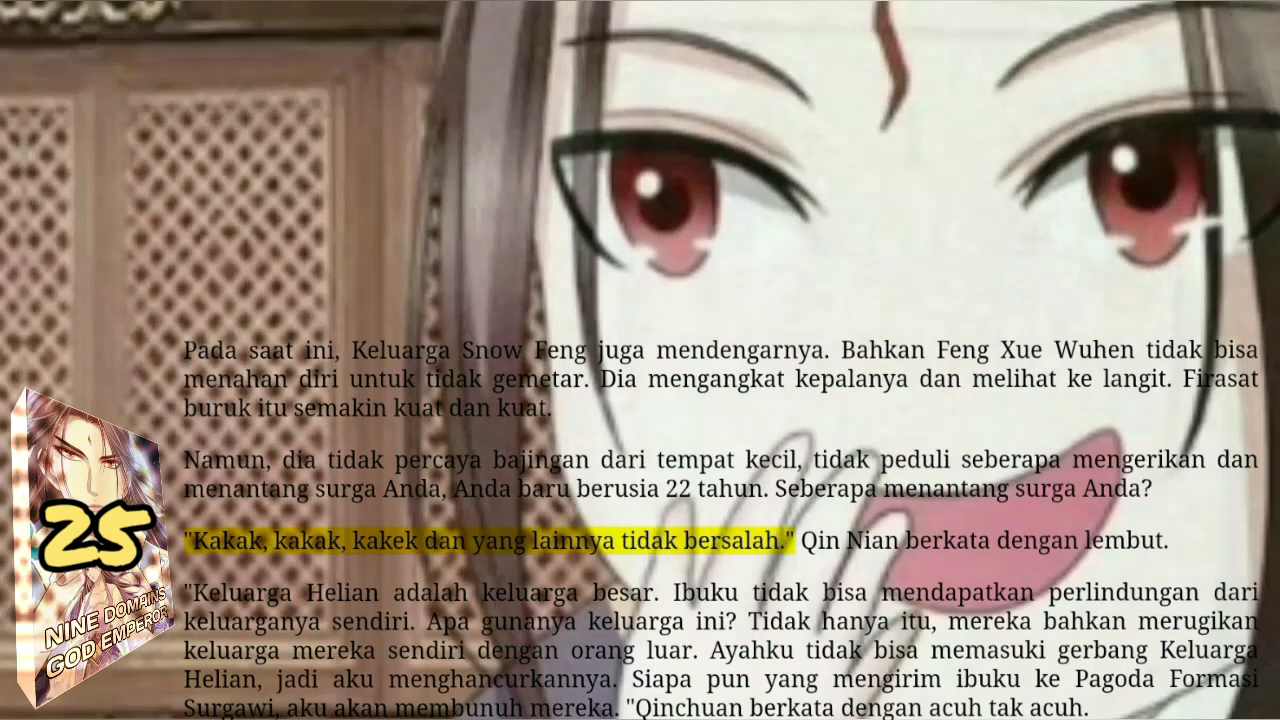 Pada saat ini, Keluarga Snow Feng juga mendengarnya. Bahkan Feng Xue Wuhen tidak bisa
menahan diri untuk tidak gemetar. Dia mengangkat kepalanya dan melihat ke langit. Firasat
buruk itu semakin kuat dan kuat.
Namun, dia tidak percaya bajingan dari tempat kecil, tidak peduli seberapa mengerikan dan
menantang surga Anda, Anda baru berusia 22 tahun. Seberapa menantang surga Anda?
"Kakak, kakak, kakek dan yang lainnya tidak bersalah." Qin Nian berkata dengan lembut.
"Keluarga Helian adalah keluarga besar. Ibuku tidak bisa mendapatkan perlindungan dari
keluarganya sendiri. Apa gunanya keluarga ini? Tidak hanya itu, mereka bahkan merugikan
keluarga mereka sendiri dengan orang luar. Ayahku tidak bisa memasuki gerbang Keluarga
Helian, jadi aku menghancurkannya. Siapa pun yang mengirim ibuku ke Pagoda Formasi
Surgawi, aku akan membunuh mereka. "Qinchuan berkata dengan acuh tak acuh.
25
NINE DOMAINS
GOD EMPEROR